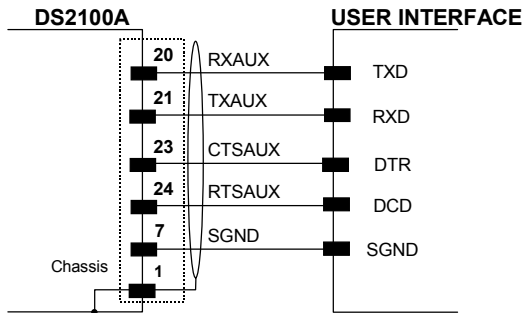 DS2100A USER INTERFACE
20 RXAUX TXD
21 TXAUX RXD
23 CTSAUX DTR
24 RTSAUX DCD
7 SGND SGND
Chassis 1